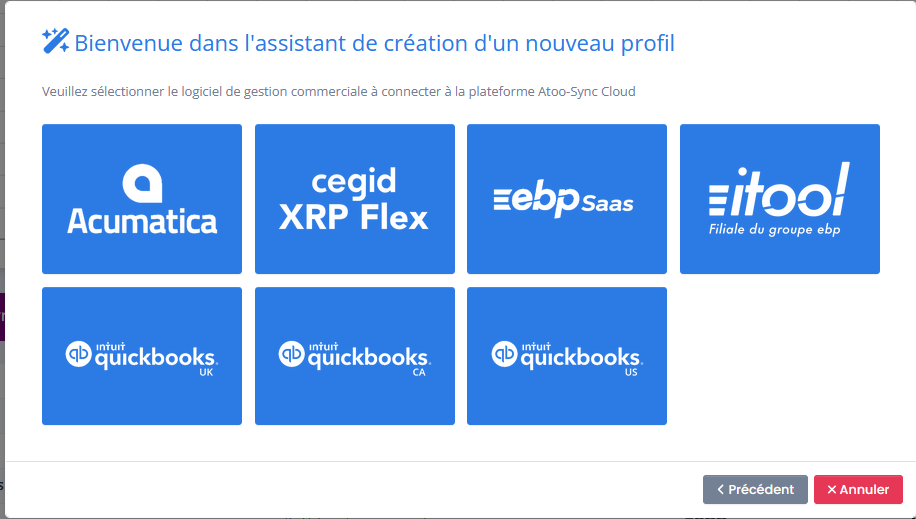 Bienvenue dans l'assistant de création d'un nouveau profil
Veuillez sélectionner le logiciel de gestion commerciale à connecter à la plateforme Atoo-Sync Cloud
Acumatica
cegid
XRP Flex
ebp Saas
itool
Filiale du groupe ebp
intuit
quickbooks.
UK
intuit
quickbooks.
CA
intuit
quickbooks.
US
Précédent
Annuler